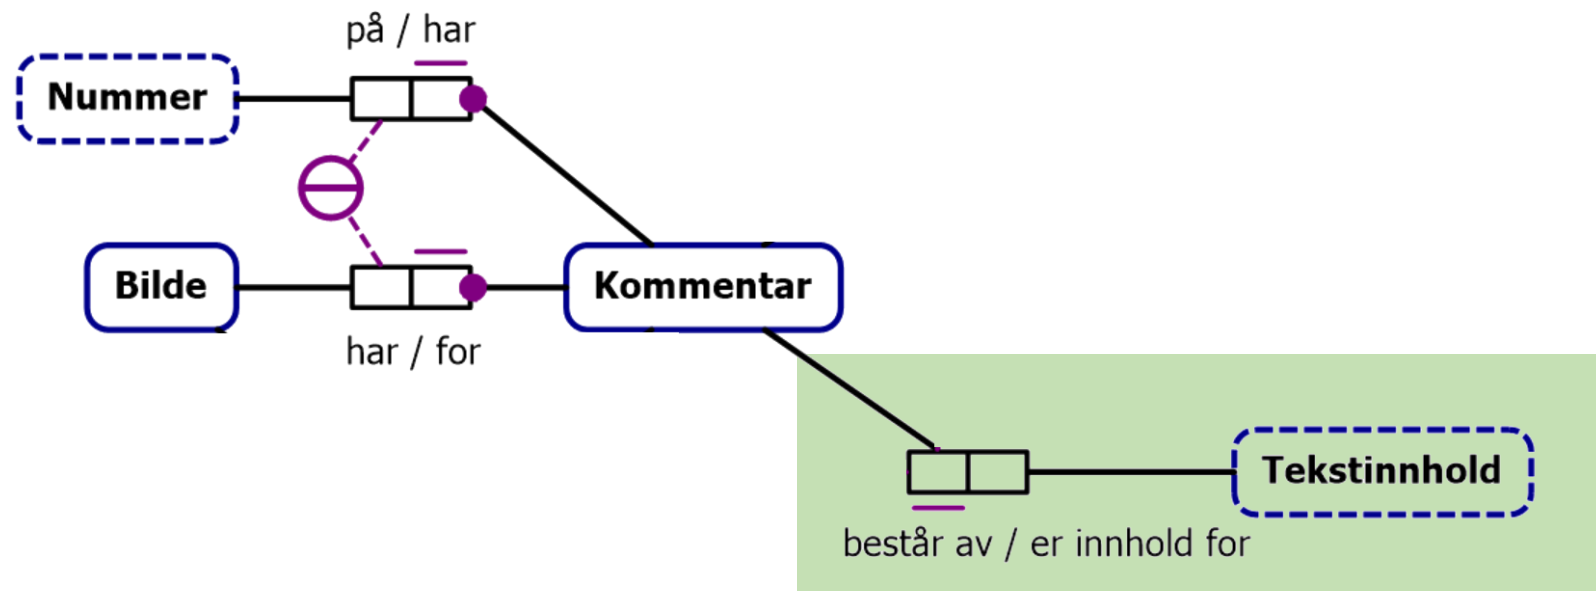 på / har
Nummer
Bilde
Kommentar
har / for
Tekstinnhold
består av / er innhold for